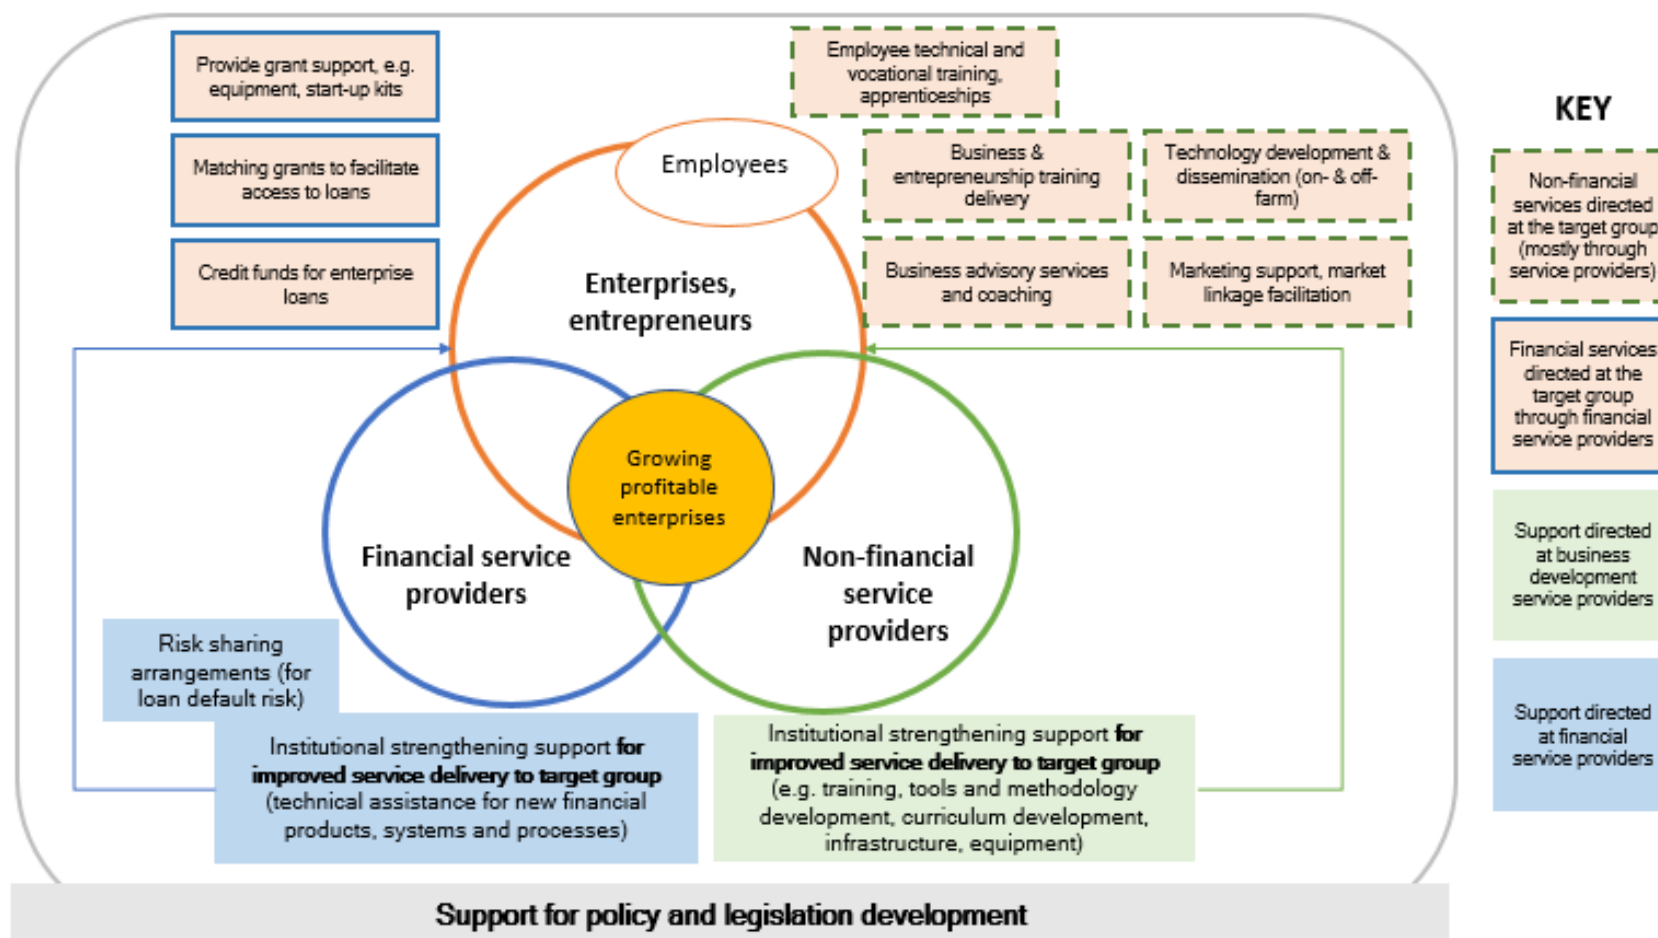 Provide grant support, e.g.
equipment, start-up kits
Matching grants to facilitate
access to loans
Credit funds for enterprise
loans
Employee technical and
vocational training,
apprenticeships
Business &
entrepreneurship training
delivery
Technology development &
dissemination (on- & off-
farm)
Business advisory services
and coaching
Marketing support, market
linkage facilitation
Employees
Enterprises,
entrepreneurs
Growing
profitable
enterprises
Financial service
providers
Non-financial
service
providers
Risk sharing
arrangements (for
loan default risk)
Institutional strengthening support for
improved service delivery to target group
(technical assistance for new financial
products, systems and processes)
Institutional strengthening support for
improved service delivery to target group
(e.g. training, tools and methodology
development, curriculum development,
infrastructure, equipment)
Support for policy and legislation development
KEY
Non-financial
services directed
at the target group
(mostly through
service providers)
Financial services
directed at the
target group
through financial
service providers
Support directed
at business
development
service providers
Support directed
at financial
service providers